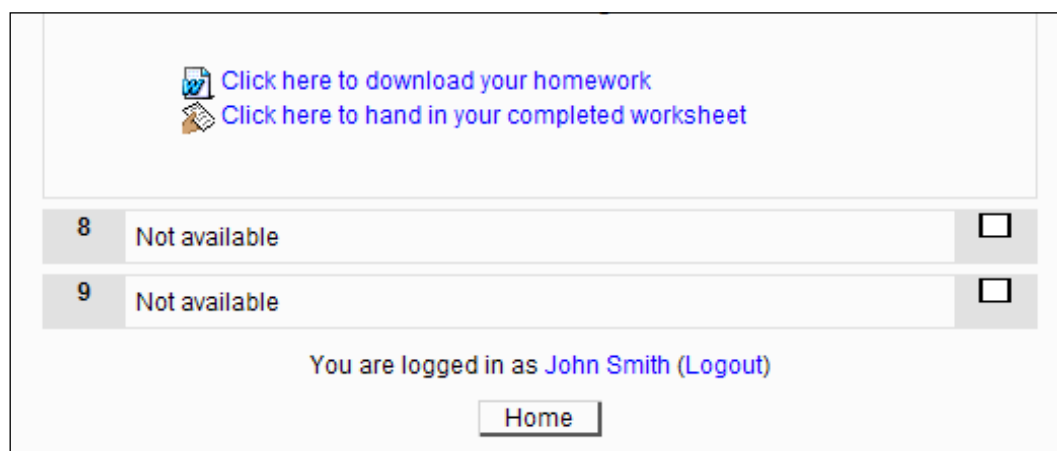 Click here to download your homework
Click here to hand in your completed worksheet
8 Not available
9 Not available
You are logged in as John Smith (Logout)
Home